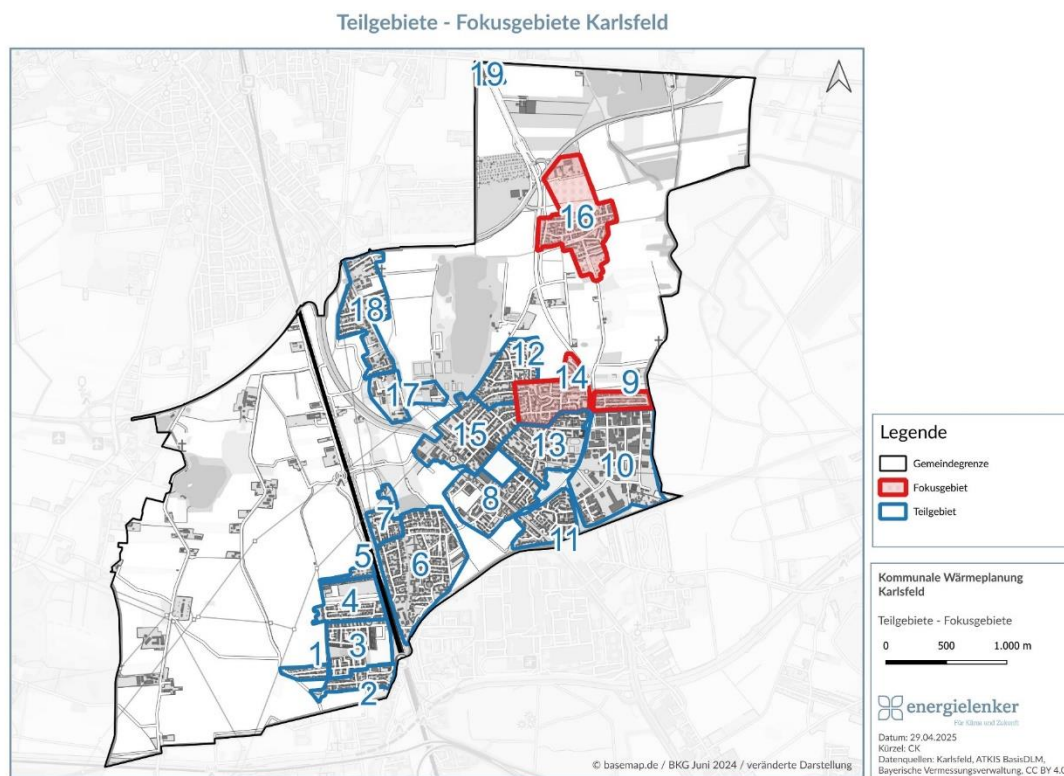 Teilgebiete - Fokusgebiete Karlsfeld
19
16
18
12
14
9
17
15
13
10
8
7
11
5
6
4
3
1
2
Legende
Gemeindegrenze
Fokusgebiet
Teilgebiet
Kommunale Wärmeplanung
Karlsfeld
Teilgebiete - Fokusgebiete
0 500 1.000 m
energielenker
Für Klima und Zukunft
Datum: 29.04.2025
Kürzel: CK
Datenquellen: Karlsfeld, ATKIS BasisDLM,
Bayerische Vermessungsverwaltung, CC BY 4.0
© basemap.de / BKG Juni 2024 / veränderte Darstellung